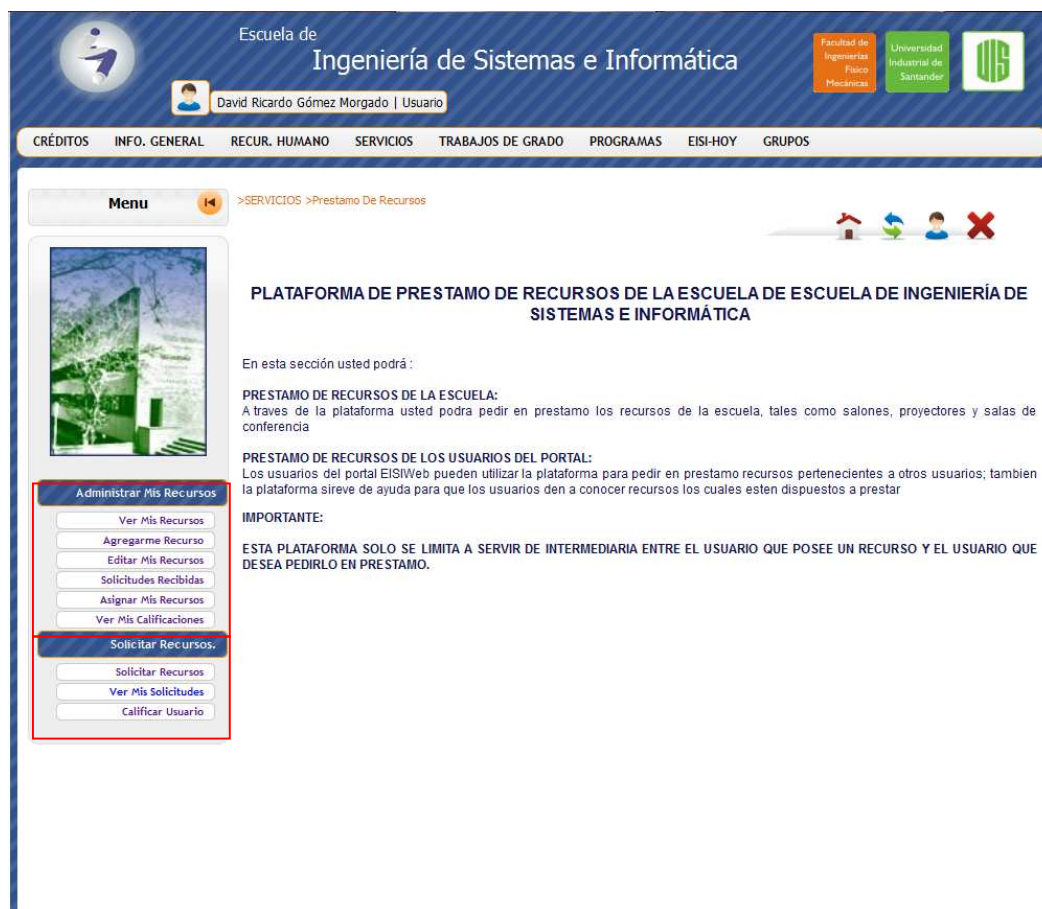 Escuela de
Ingeniería de Sistemas e Informática
Facultad de
Ingenierías
Físico
Mecánicas
Universidad
Industrial de
Santander
UIS
David Ricardo Gómez Morgado | Usuario
CRÉDITOS INFO. GENERAL RECUR. HUMANO SERVICIOS TRABAJOS DE GRADO PROGRAMAS EISI-HOY GRUPOS
Menu
>SERVICIOS >Prestamo De Recursos
PLATAFORMA DE PRESTAMO DE RECURSOS DE LA ESCUELA DE ESCUELA DE INGENIERÍA DE
SISTEMAS E INFORMÁTICA
En esta sección usted podrá :
PRESTAMO DE RECURSOS DE LA ESCUELA:
A traves de la plataforma usted podra pedir en prestamo los recursos de la escuela, tales como salones, proyectores y salas de
conferencia
PRESTAMO DE RECURSOS DE LOS USUARIOS DEL PORTAL:
Los usuarios del portal EISIWeb pueden utilizar la plataforma para pedir en prestamo recursos pertenecientes a otros usuarios; tambien
la plataforma sireve de ayuda para que los usuarios den a conocer recursos los cuales esten dispuestos a prestar
IMPORTANTE:
ESTA PLATAFORMA SOLO SE LIMITA A SERVIR DE INTERMEDIARIA ENTRE EL USUARIO QUE POSEE UN RECURSO Y EL USUARIO QUE
DESEA PEDIRLO EN PRESTAMO.
Administrar Mis Recursos
Ver Mis Recursos
Agregarme Recurso
Editar Mis Recursos
Solicitudes Recibidas
Asignar Mis Recursos
Ver Mis Calificaciones
Solicitar Recursos.
Solicitar Recursos
Ver Mis Solicitudes
Calificar Usuario